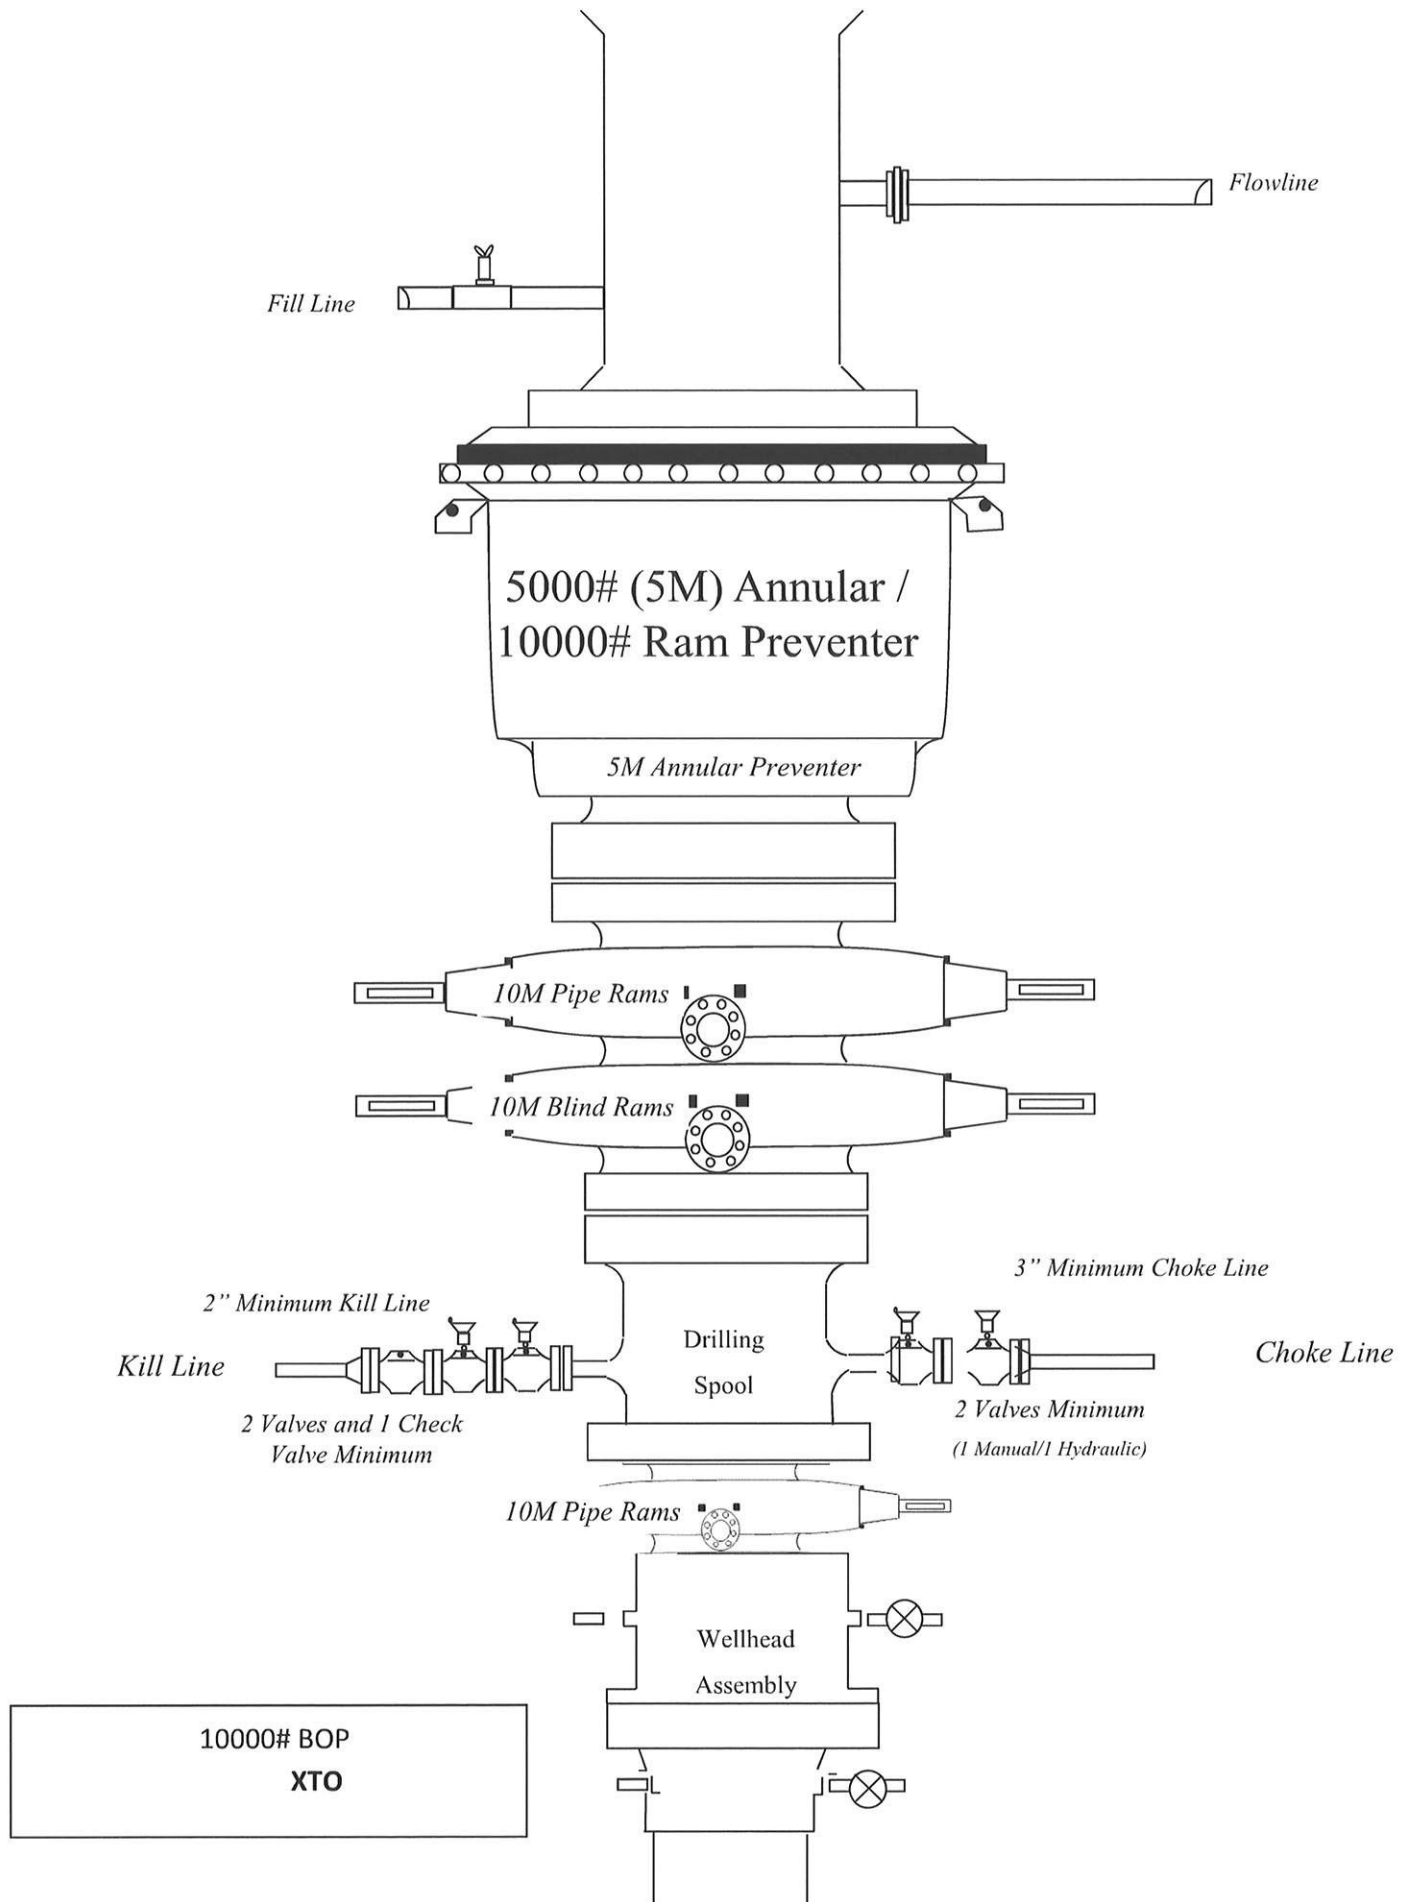 Flowline
Fill Line
5000# (5M) Annular /
10000# Ram Preventer
5M Annular Preventer
10M Pipe Rams
10M Blind Rams
3” Minimum Choke Line
2” Minimum Kill Line
Drilling
Spool
Kill Line
Choke Line
2 Valves and 1 Check
Valve Minimum
2 Valves Minimum
(1 Manual/1 Hydraulic)
10M Pipe Rams
Wellhead
Assembly
10000# BOP
XTO